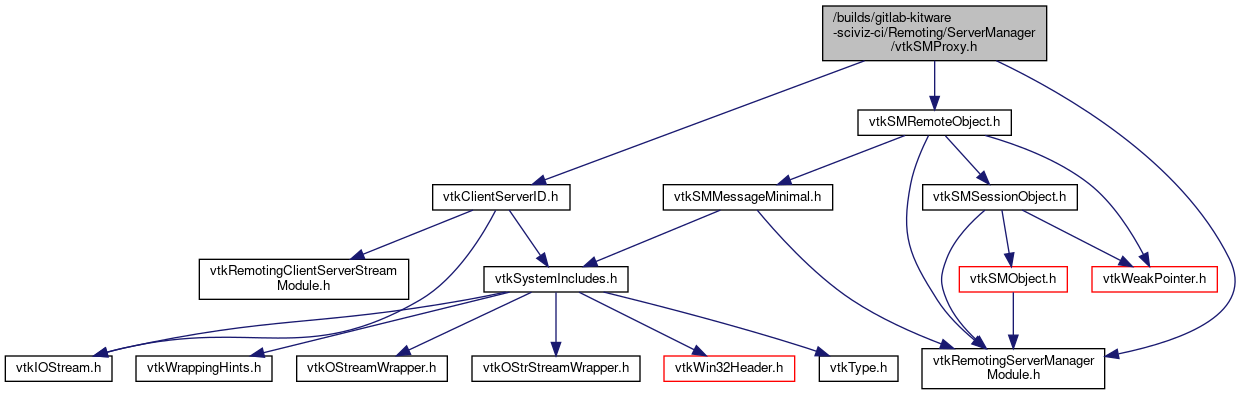 /builds/gitlab-kitware
-sciviz-ci/Remoting/ServerManager
/vtkSMProxy.h
vtkSMRemoteObject.h
vtkClientServerID.h
vtkSMMessageMinimal.h
vtkSMSessionObject.h
vtkRemotingClientServerStream
Module.h
vtkSystemIncludes.h
vtkSMObject.h
vtkWeakPointer.h
vtkIOStream.h
vtkWrappingHints.h
vtkOStreamWrapper.h
vtkOStrStreamWrapper.h
vtkWin32Header.h
vtkType.h
vtkRemotingServerManager
Module.h